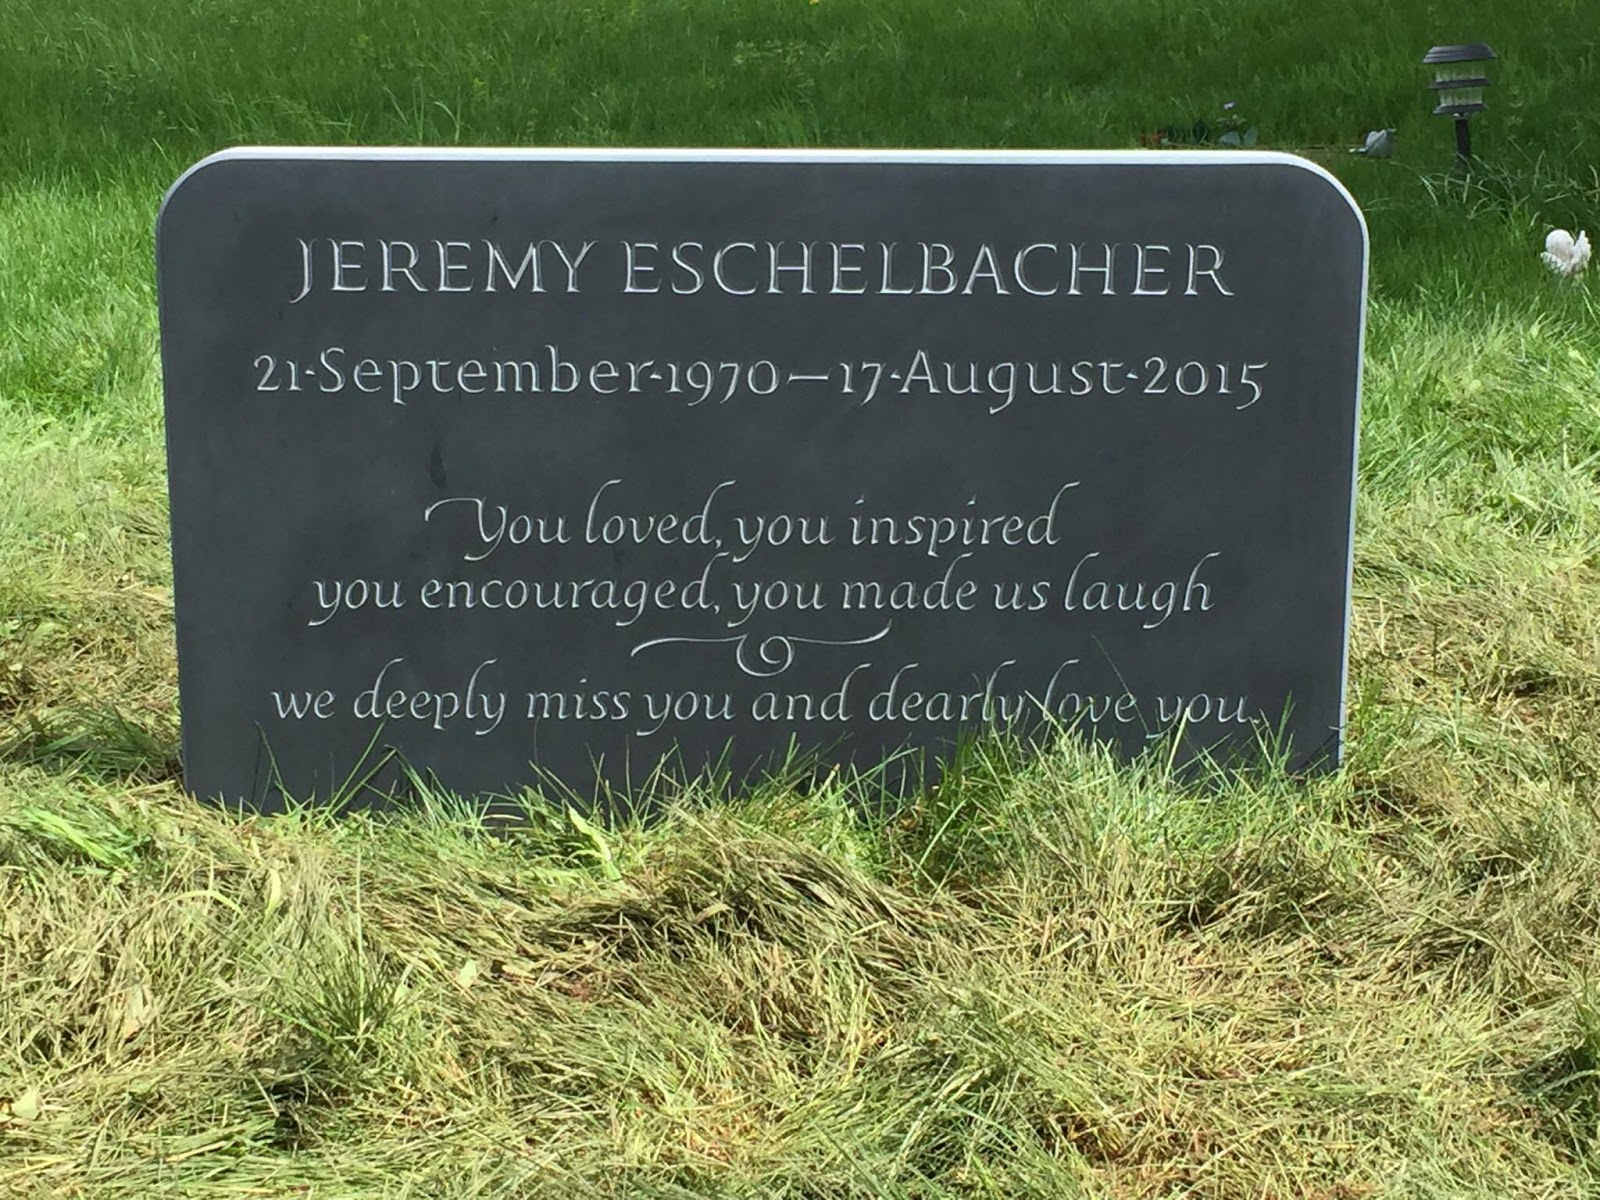 JEREMY ESCHELBACHER
21·September·1970–17·August·2015
You loved, you inspired
you encouraged, you made us laugh
we deeply miss you and dearly love you.